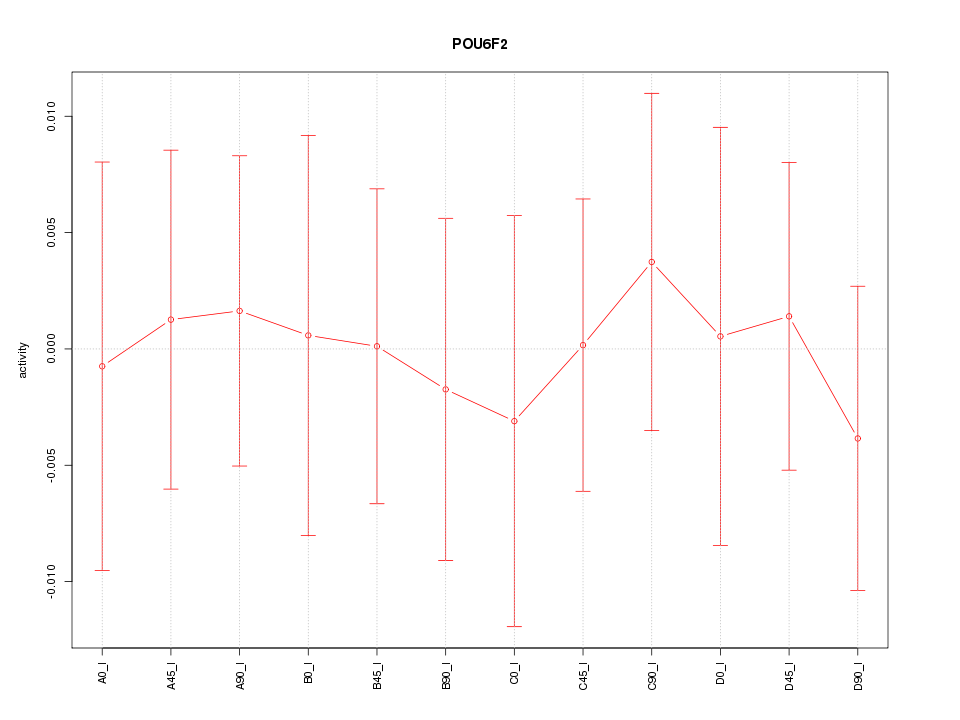 POU6F2
activity
0.010
0.005
0.000
-0.005
-0.010
A0_I
A45_I
A90_I
B0_I
B45_I
B90_I
C0_I
C45_I
C90_I
D0_I
D45_I
D90_I